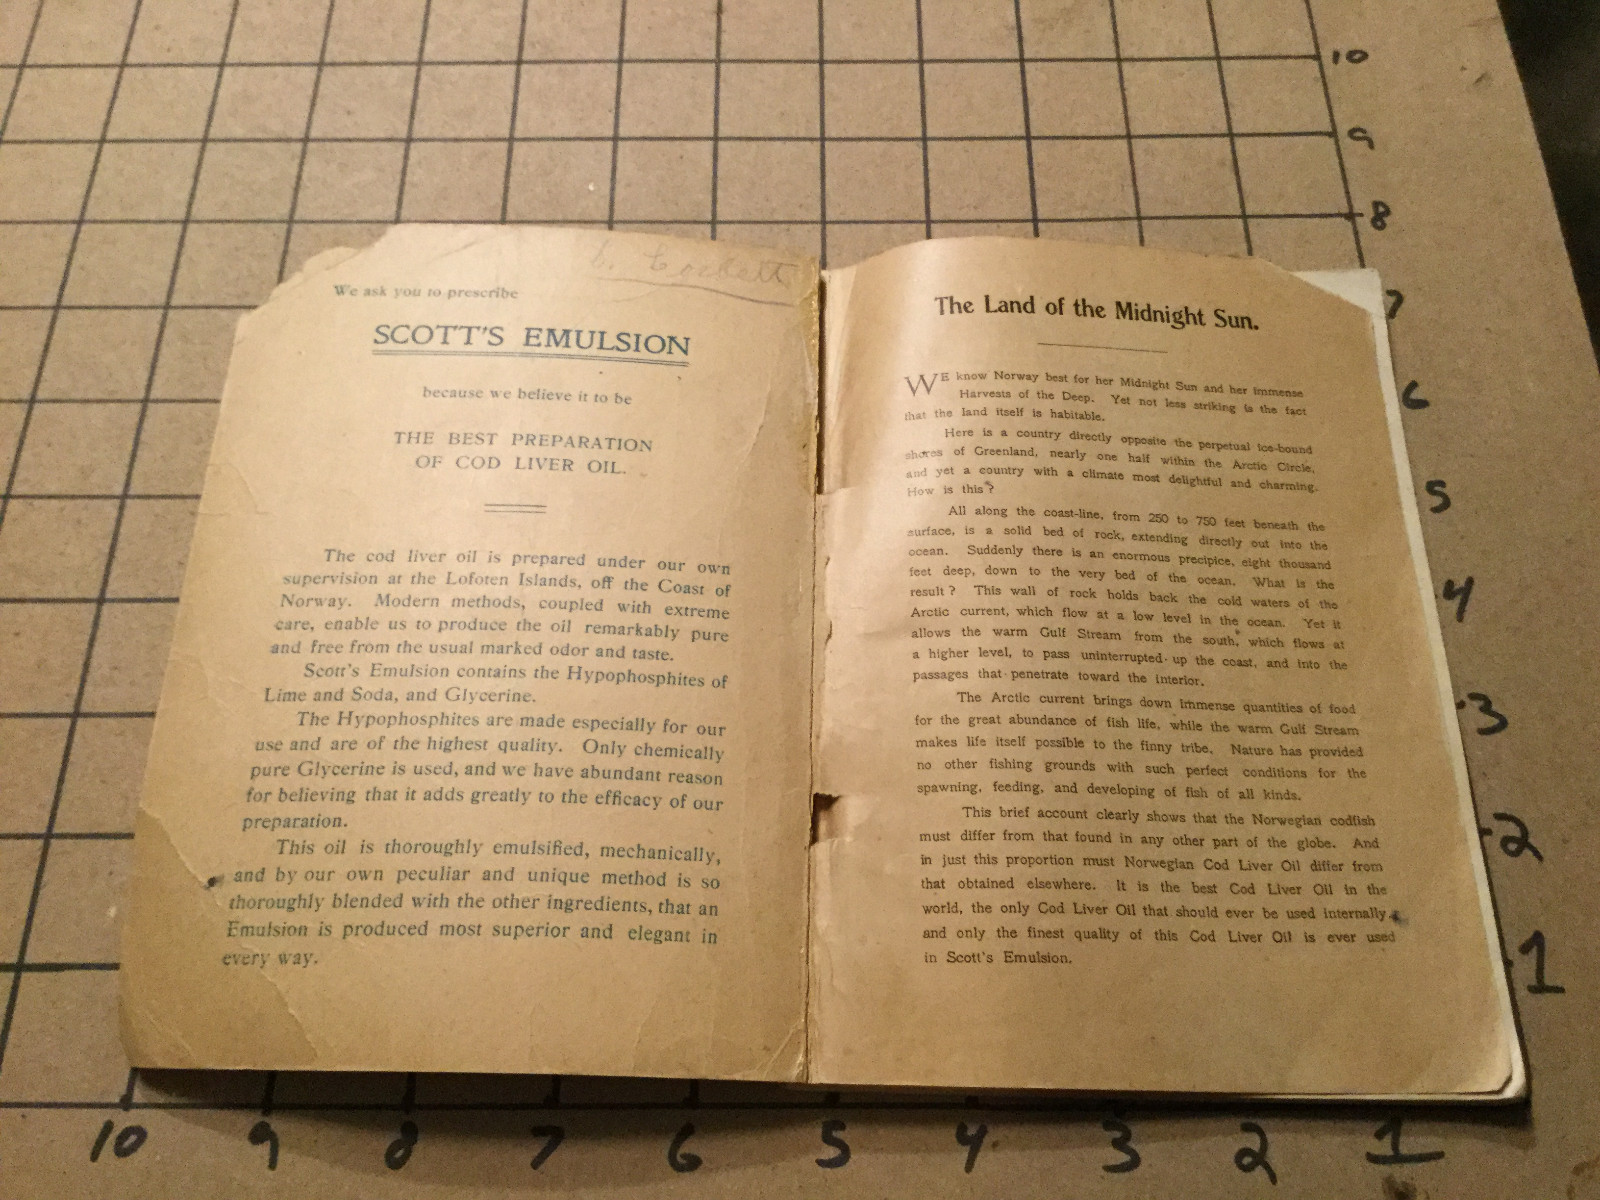 We ask you to prescribe
SCOTT'S EMULSION
because we believe it to be
THE BEST PREPARATION
OF COD LIVER OIL.
The cod liver oil is prepared under our own
supervision at the Lofoten Islands, off the Coast of
Norway. Modern methods, coupled with extreme
care, enable us to produce the oil remarkably pure
and free from the usual marked odor and taste.
Scott's Emulsion contains the Hypophosphites of
Lime and Soda, and Glycerine.
The Hypophosphites are made especially for our
use and are of the highest quality. Only chemically
pure Glycerine is used, and we have abundant reason
for believing that it adds greatly to the efficacy of our
preparation.
This oil is thoroughly emulsified, mechanically,
and by our own peculiar and unique method is so
thoroughly blended with the other ingredients, that an
Emulsion is produced most superior and elegant in
every way.
The Land of the Midnight Sun.
WE know Norway best for her Midnight Sun and her Immense
Harvests of the Deep. Yet not less striking is the fact
that the land itself is habitable.
Here is a country directly opposite the perpetual ice-bound
shores of Greenland, nearly one half within the Arctic Circle,
and yet a country with a climate most delightful and charming.
How is this?
All along the coast-line, from 250 to 750 feet beneath the
surface, is a solid bed of rock, extending directly out into the
ocean. Suddenly there is an enormous precipice, eight thousand
feet deep, down to the very bed of the ocean. What is the
result? This wall of rock holds back the cold waters of the
Arctic current, which flow at a low level in the ocean. Yet it
allows the warm Gulf Stream from the south, which flows at
a higher level, to pass uninterrupted up the coast, and into the
passages that penetrate toward the interior.
The Arctic current brings down immense quantities of food
for the great abundance of fish life, while the warm Gulf Stream
makes life itself possible to the finny tribe. Nature has provided
no other fishing grounds with such perfect conditions for the
spawning, feeding, and developing of fish of all kinds.
This brief account clearly shows that the Norwegian codfish
must differ from that found in any other part of the globe. And
in just this proportion must Norwegian Cod Liver Oil differ from
that obtained elsewhere. It is the best Cod Liver Oil in the
world, the only Cod Liver Oil that should ever be used internally,
and only the finest quality of this Cod Liver Oil is ever used
in Scott's Emulsion.
10
9
8
7
6
5
4
3
2
1
10 9 8 7 6 5 4 3 2 1